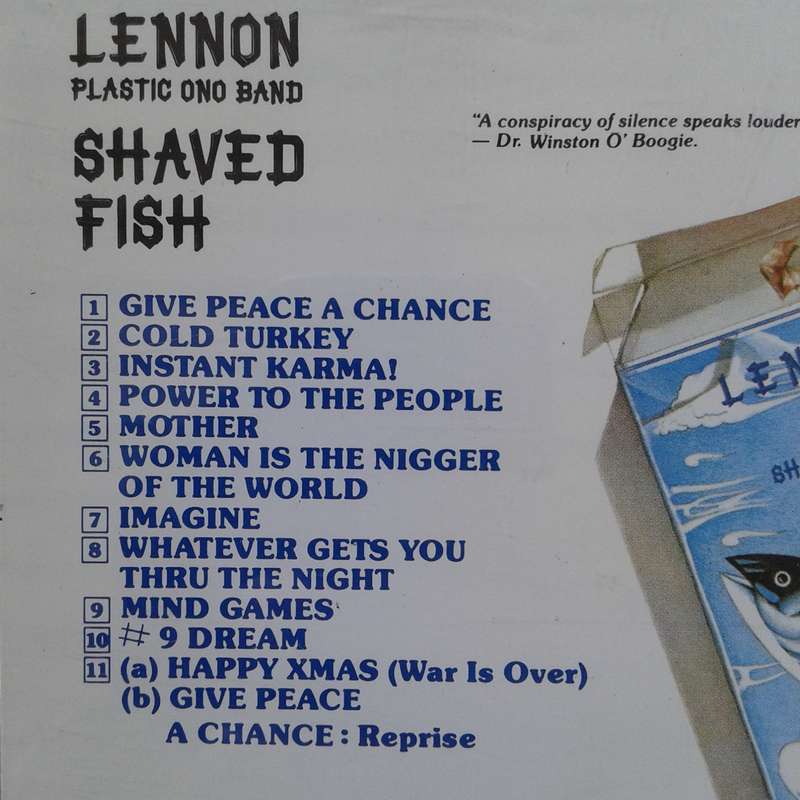 LENNON
PLASTIC ONO BAND
SHAVED
FISH
"A conspiracy of silence speaks louder
— Dr. Winston O' Boogie.
1 GIVE PEACE A CHANCE
2 COLD TURKEY
3 INSTANT KARMA!
4 POWER TO THE PEOPLE
5 MOTHER
6 WOMAN IS THE NIGGER
OF THE WORLD
7 IMAGINE
8 WHATEVER GETS YOU
THRU THE NIGHT
9 MIND GAMES
10 # 9 DREAM
11 (a) HAPPY XMAS (War Is Over)
(b) GIVE PEACE
A CHANCE : Reprise
LEN
SH